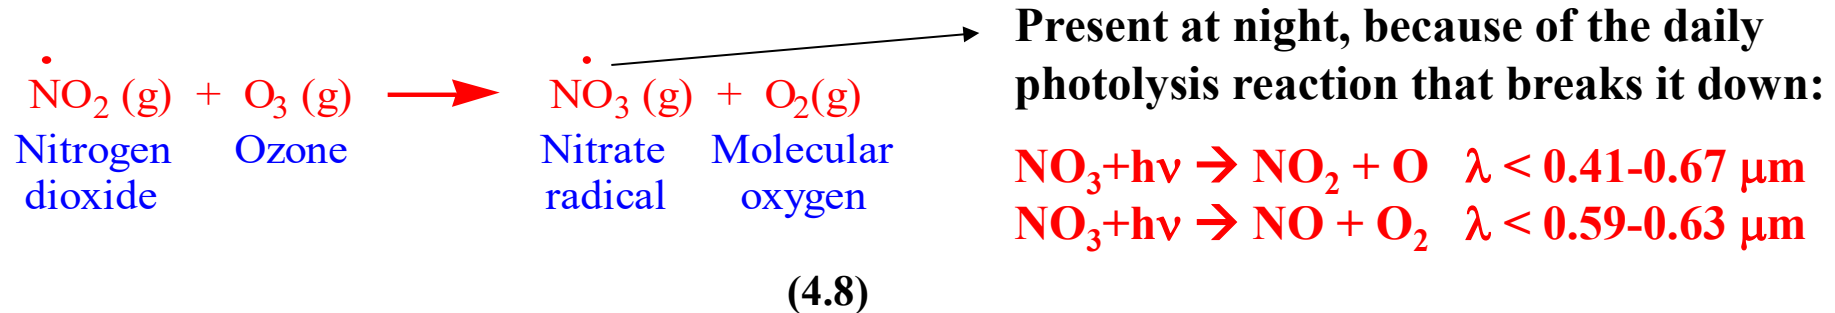 ṄO₂ (g) + O₃ (g) → ṄO₃ (g) + O₂(g)
Nitrogen dioxide
Ozone
Nitrate radical
Molecular oxygen
(4.8)
Present at night, because of the daily
photolysis reaction that breaks it down:
NO₃+hν → NO₂ + O λ < 0.41-0.67 μm
NO₃+hν → NO + O₂ λ < 0.59-0.63 μm